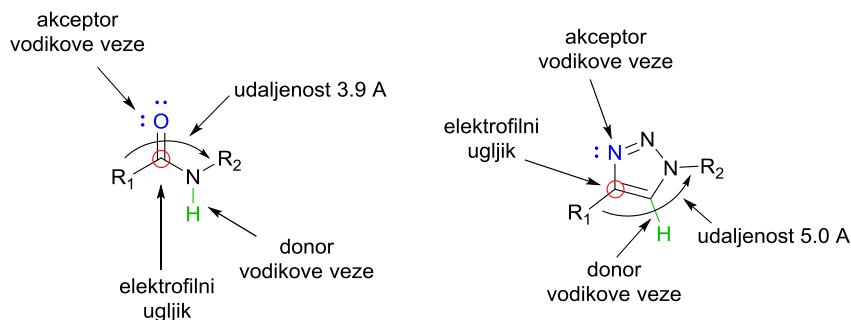 akceptor
vodikove veze
udaljenost 3.9 A
O
R1
N
R2
H
donor
vodikove veze
elektrofilni
ugljik
akceptor
vodikove veze
elektrofilni
ugljik
N
N
N
R2
R1
H
udaljenost 5.0 A
donor
vodikove veze